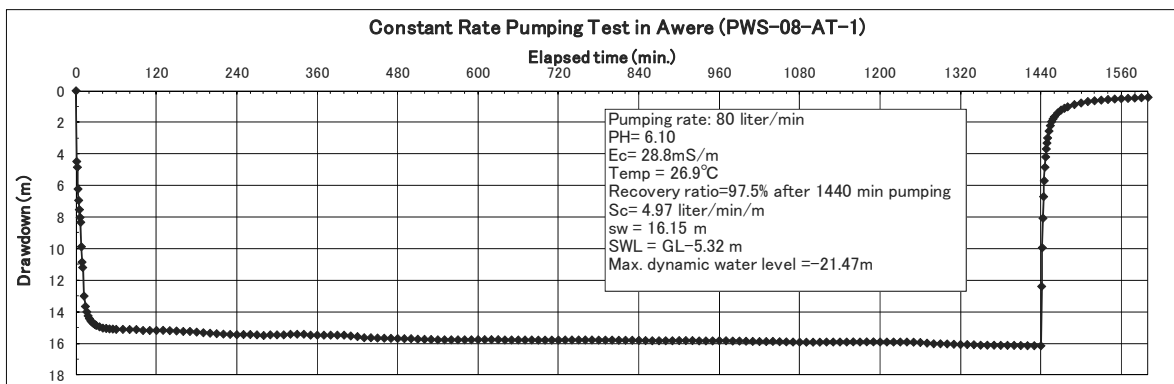 Constant Rate Pumping Test in Awere (PWS-08-AT-1)
Elapsed time (min.)
0 120 240 360 480 600 720 840 960 1080 1200 1320 1440 1560
Drawdown (m)
0
2
4
6
8
10
12
14
16
18
Pumping rate: 80 liter/min
PH= 6.10
Ec= 28.8mS/m
Temp = 26.9℃
Recovery ratio=97.5% after 1440 min pumping
Sc= 4.97 liter/min/m
sw = 16.15 m
SWL = GL-5.32 m
Max. dynamic water level =-21.47m